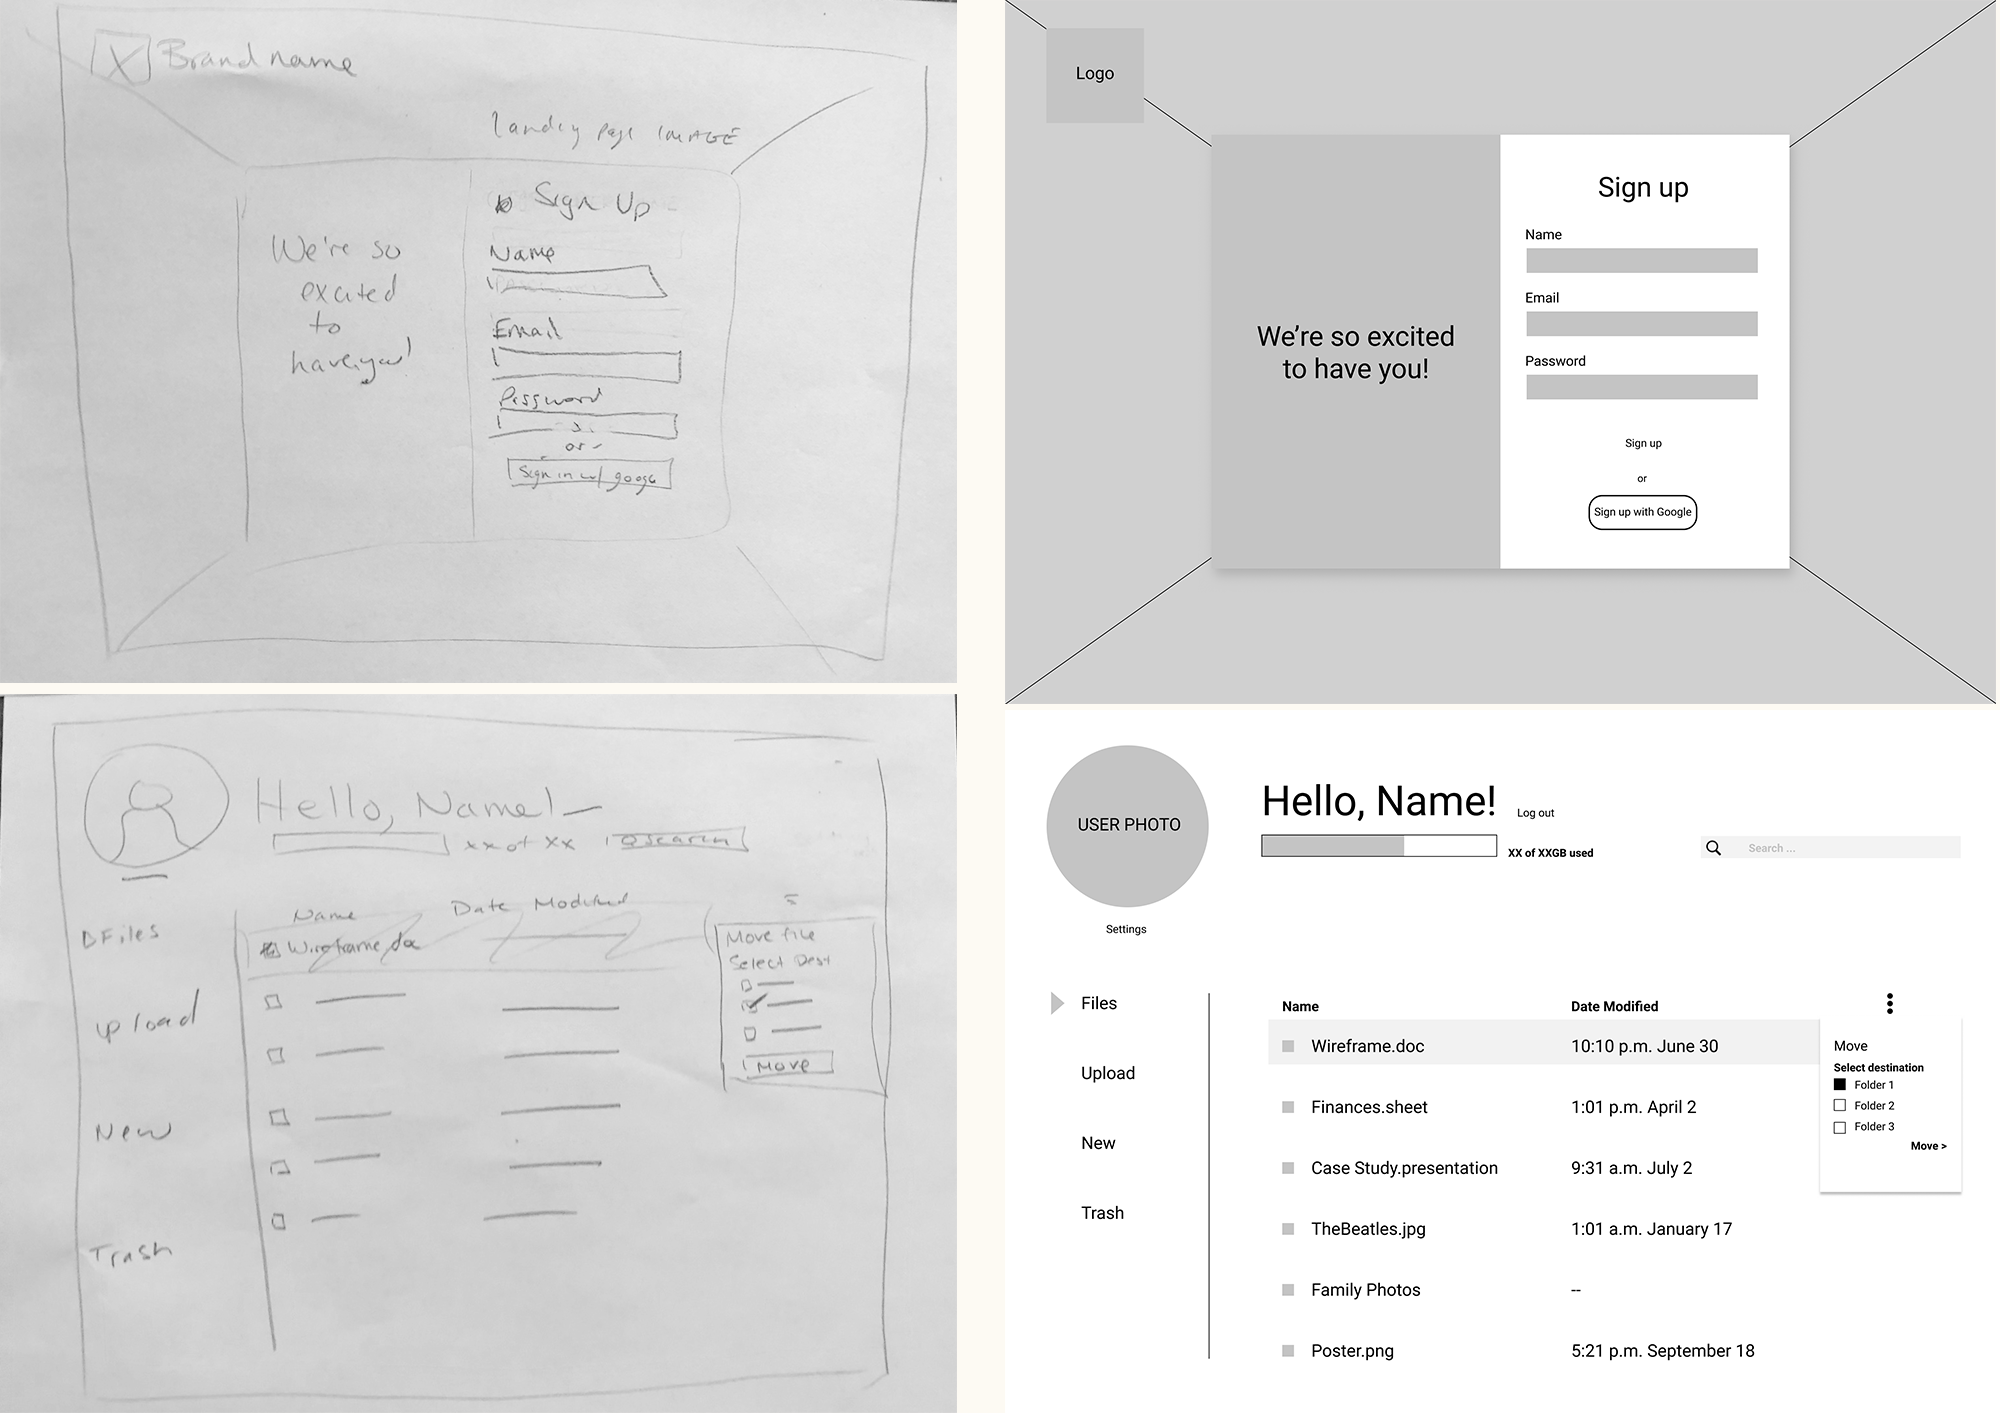 Brand name
landing page IMAGE
We're so
excited
to
have you!
Sign Up
Name
Email
Password
or
Sign in w/ google
Logo
We’re so excited
to have you!
Sign up
Name
Email
Password
Sign up
or
Sign up with Google
Hello, Name!
xx of xx
Search
Files
upload
New
Trash
Name
Date Modified
Wireframe.doc
Move file
Select Dest
Move
USER PHOTO
Settings
Hello, Name!
Log out
XX of XXGB used
Search ...
Files
Upload
New
Trash
Name
Date Modified
Wireframe.doc
10:10 p.m. June 30
Finances.sheet
1:01 p.m. April 2
Case Study.presentation
9:31 a.m. July 2
TheBeatles.jpg
1:01 a.m. January 17
Family Photos
--
Poster.png
5:21 p.m. September 18
Move
Select destination
Folder 1
Folder 2
Folder 3
Move >